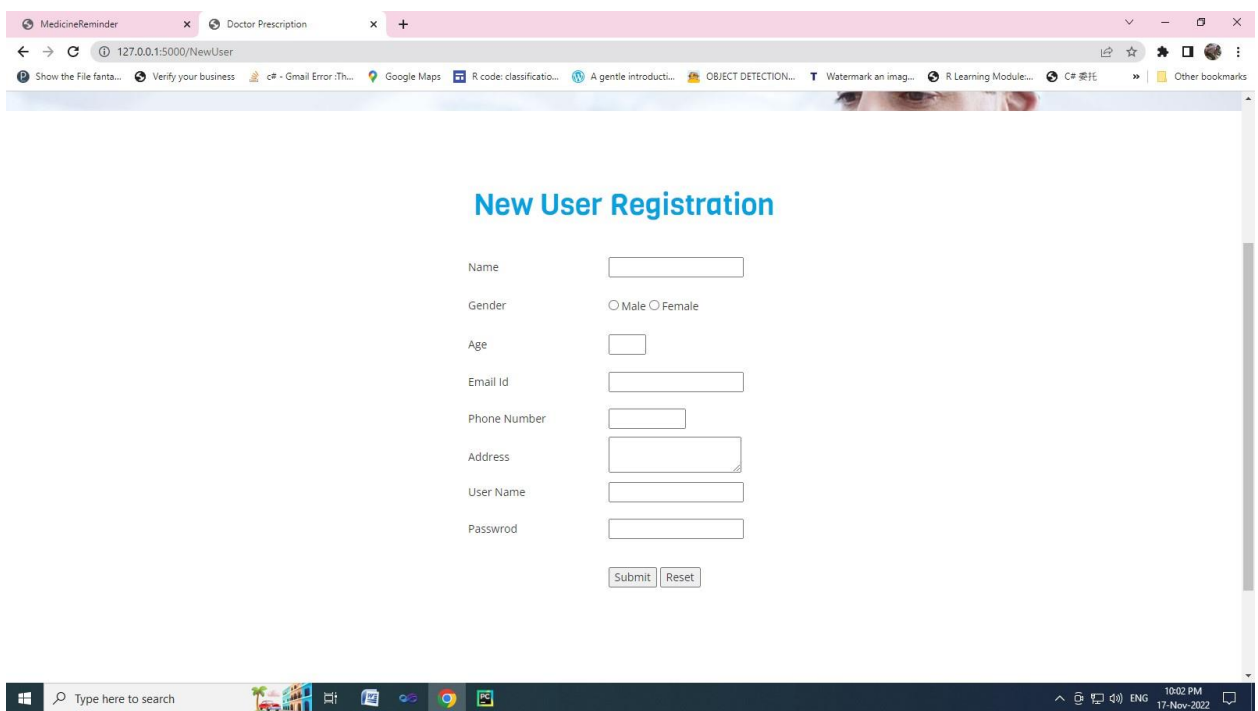 MedicineReminder
Doctor Prescription
127.0.0.1:5000/NewUser
Show the File fanta... Verify your business c# - Gmail Error :Th... Google Maps R code: classificatio... A gentle introducti... OBJECT DETECTION... T Watermark an imag... R Learning Module:... C# 委托 » Other bookmarks
New User Registration
Name
Gender Male Female
Age
Email Id
Phone Number
Address
User Name
Passwrod
Submit Reset
Type here to search
PC
ENG
10:02 PM
17-Nov-2022